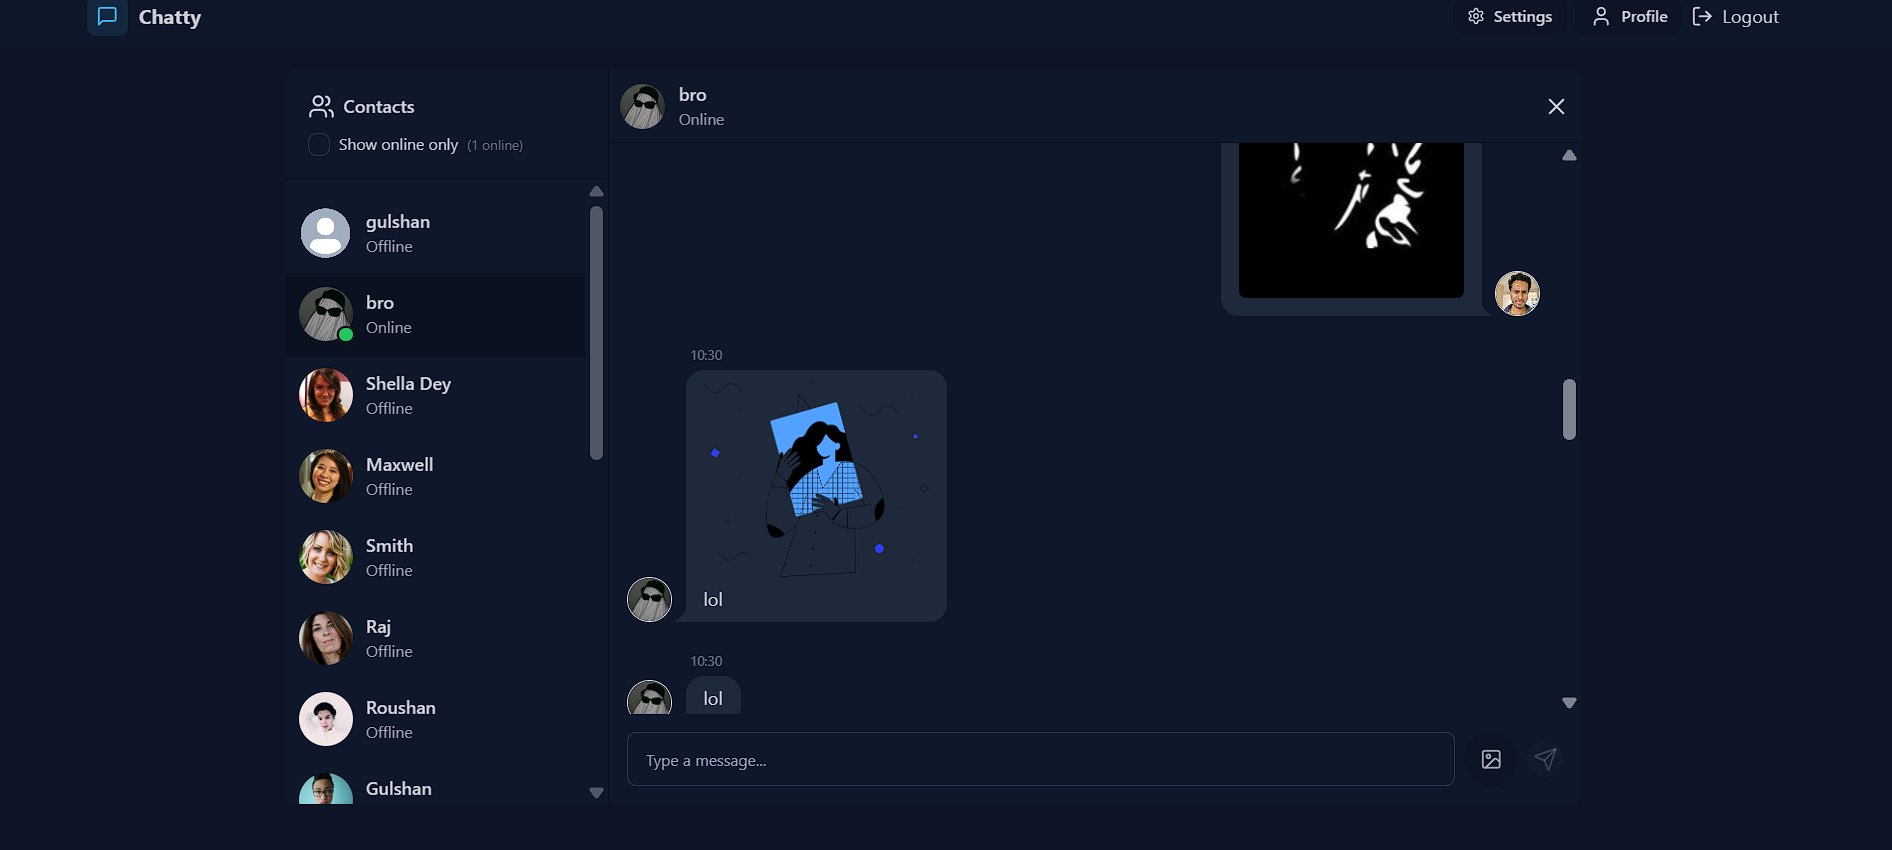 Chatty
Settings
Profile
Logout
Contacts
Show online only (1 online)
gulshan
Offline
bro
Online
Shella Dey
Offline
Maxwell
Offline
Smith
Offline
Raj
Offline
Roushan
Offline
Gulshan
bro
Online
10:30
lol
10:30
lol
Type a message...